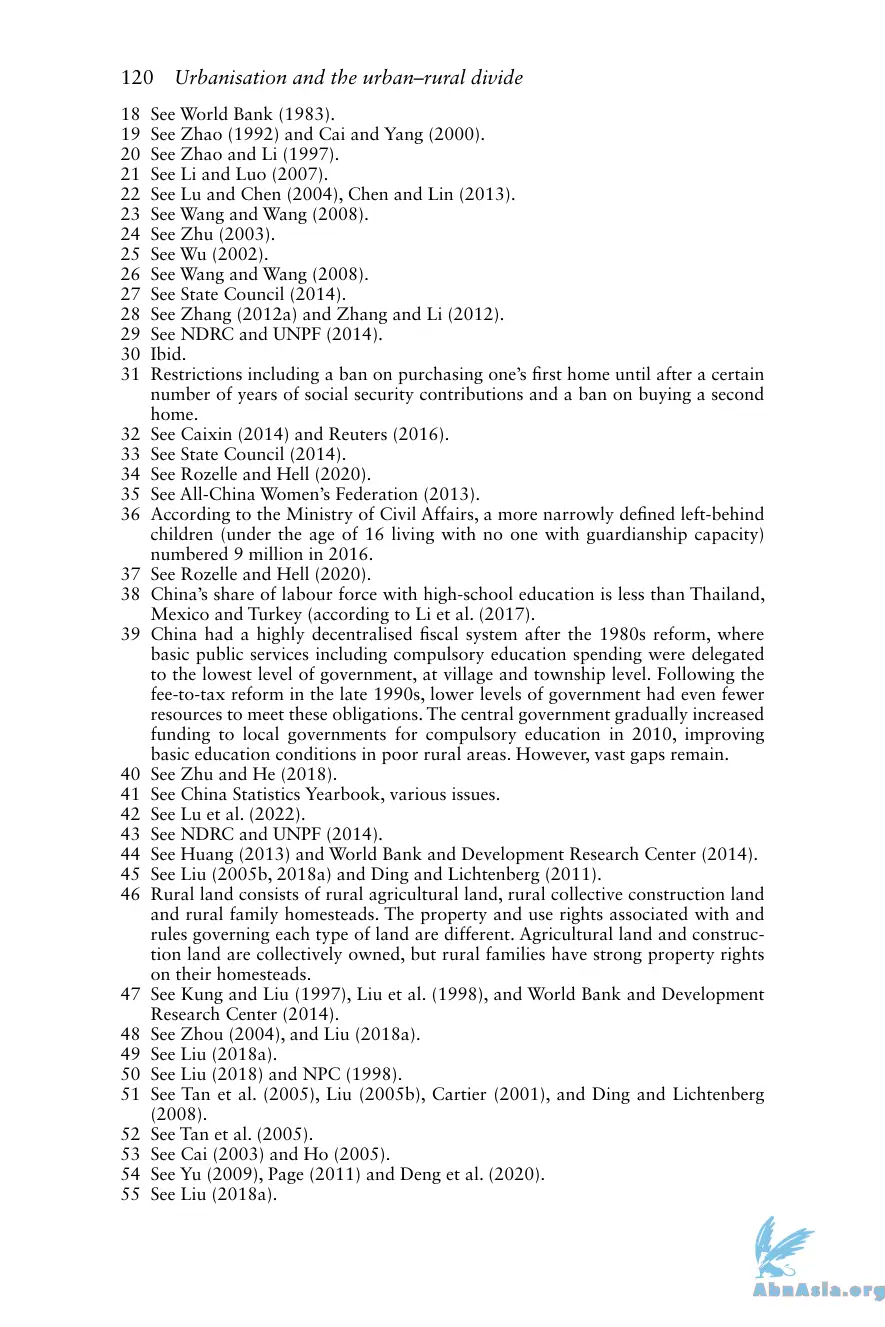 120 Urbanisation and the urban–rural divide
18 See World Bank (1983).
19 See Zhao (1992) and Cai and Yang (2000).
20 See Zhao and Li (1997).
21 See Li and Luo (2007).
22 See Lu and Chen (2004), Chen and Lin (2013).
23 See Wang and Wang (2008).
24 See Zhu (2003).
25 See Wu (2002).
26 See Wang and Wang (2008).
27 See State Council (2014).
28 See Zhang (2012a) and Zhang and Li (2012).
29 See NDRC and UNPF (2014).
30 Ibid.
31 Restrictions including a ban on purchasing one’s first home until after a certain
number of years of social security contributions and a ban on buying a second
home.
32 See Caixin (2014) and Reuters (2016).
33 See State Council (2014).
34 See Rozelle and Hell (2020).
35 See All-China Women’s Federation (2013).
36 According to the Ministry of Civil Affairs, a more narrowly defined left-behind
children (under the age of 16 living with no one with guardianship capacity)
numbered 9 million in 2016.
37 See Rozelle and Hell (2020).
38 China’s share of labour force with high-school education is less than Thailand,
Mexico and Turkey (according to Li et al. (2017).
39 China had a highly decentralised fiscal system after the 1980s reform, where
basic public services including compulsory education spending were delegated
to the lowest level of government, at village and township level. Following the
fee-to-tax reform in the late 1990s, lower levels of government had even fewer
resources to meet these obligations. The central government gradually increased
funding to local governments for compulsory education in 2010, improving
basic education conditions in poor rural areas. However, vast gaps remain.
40 See Zhu and He (2018).
41 See China Statistics Yearbook, various issues.
42 See Lu et al. (2022).
43 See NDRC and UNPF (2014).
44 See Huang (2013) and World Bank and Development Research Center (2014).
45 See Liu (2005b, 2018a) and Ding and Lichtenberg (2011).
46 Rural land consists of rural agricultural land, rural collective construction land
and rural family homesteads. The property and use rights associated with and
rules governing each type of land are different. Agricultural land and construc-
tion land are collectively owned, but rural families have strong property rights
on their homesteads.
47 See Kung and Liu (1997), Liu et al. (1998), and World Bank and Development
Research Center (2014).
48 See Zhou (2004), and Liu (2018a).
49 See Liu (2018a).
50 See Liu (2018) and NPC (1998).
51 See Tan et al. (2005), Liu (2005b), Cartier (2001), and Ding and Lichtenberg
(2008).
52 See Tan et al. (2005).
53 See Cai (2003) and Ho (2005).
54 See Yu (2009), Page (2011) and Deng et al. (2020).
55 See Liu (2018a).
AbnAsia.org